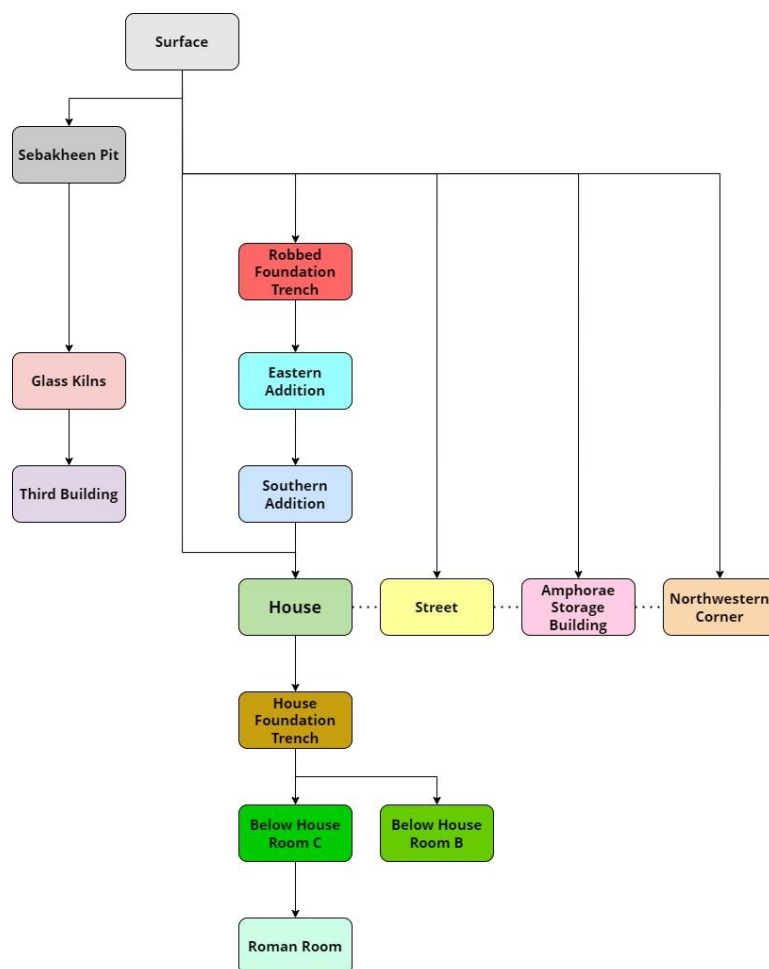 Surface
Sebakheen Pit
Robbed
Foundation
Trench
Glass Kilns
Eastern
Addition
Third Building
Southern
Addition
House
Street
Amphorae
Storage
Building
Northwestern
Corner
House
Foundation
Trench
Below House
Room C
Below House
Room B
Roman Room